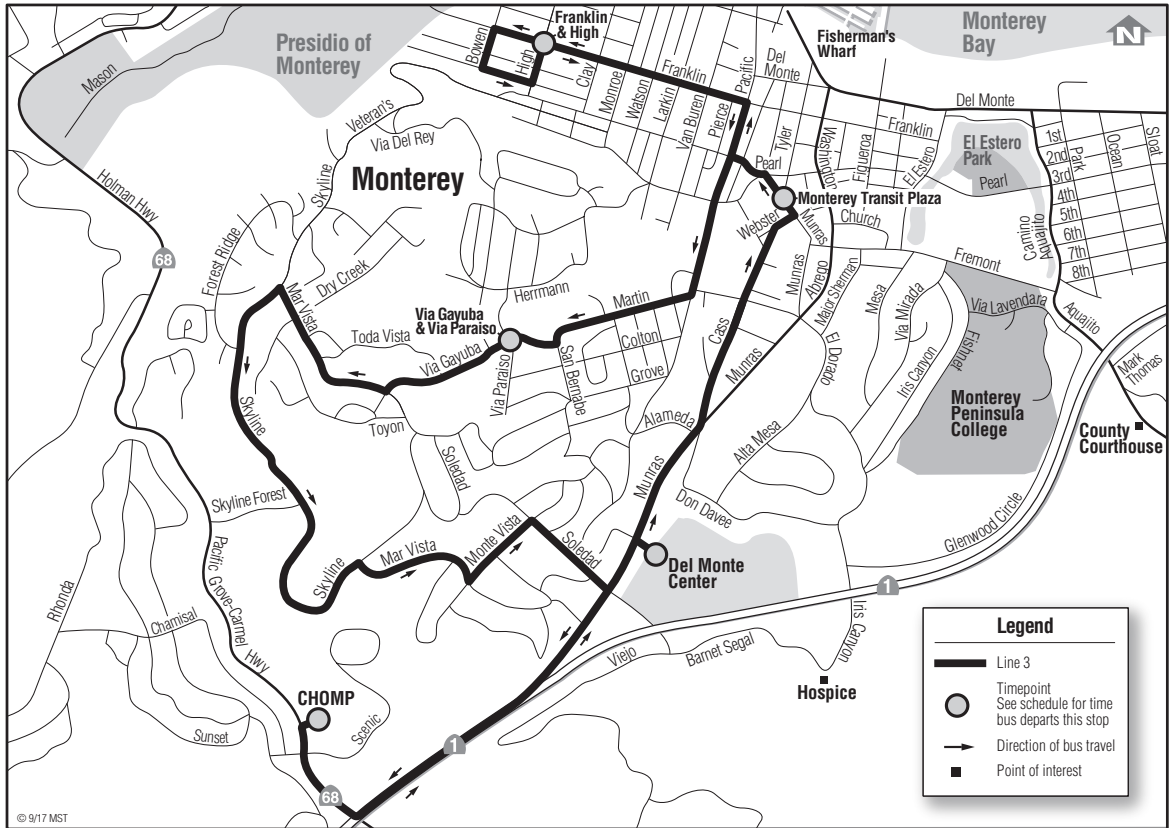 Franklin
& High
Fisherman's
Wharf
Monterey
Bay
N
Presidio of
Monterey
Mason
Bowen
High
Clay
Monroe
Watson
Larkin
Van Buren
Pierce
Franklin
Pacific
Del
Monte
Del Monte
Tyler
Washington
Figueroa
Franklin
El Estero
El Estero
Park
Pearl
1st
2nd
3rd
4th
5th
6th
7th
8th
Park
Ocean
Sloat
Veteran's
Via Del Rey
Skyline
Monterey
Pearl
Monterey Transit Plaza
Webster
Munras
Church
Camino
Aguajito
Holman Hwy
68
Forest Ridge
Dry Creek
Mar Vista
Herrmann
Via Gayuba
& Via Paraiso
Toda Vista
Via Gayuba
Via Paraiso
Martin
Colton
San Bernabe
Grove
Cass
Munras
Munras
Abrego
Major Sherman
El Dorado
Mesa
Via Mirada
Iris Canyon
Fremont
Via Lavendara
Fishnet
Aguajito
Mark
Thomas
Monterey
Peninsula
College
County
Courthouse
Toyon
Soledad
Alameda
Alta Mesa
Munras
Don Davee
Skyline
Skyline Forest
Skyline
Mar Vista
Monte Vista
Soledad
Del Monte
Center
Glenwood Circle
1
Iris
Canyon
Viejo
Barnet Segal
Hospice
Rhonda
Chamisal
Sunset
Pacific
Grove-Carmel
Hwy
CHOMP
Scenic
68
1
Legend
Line 3
Timepoint
See schedule for time
bus departs this stop
Direction of bus travel
Point of interest
© 9/17 MST